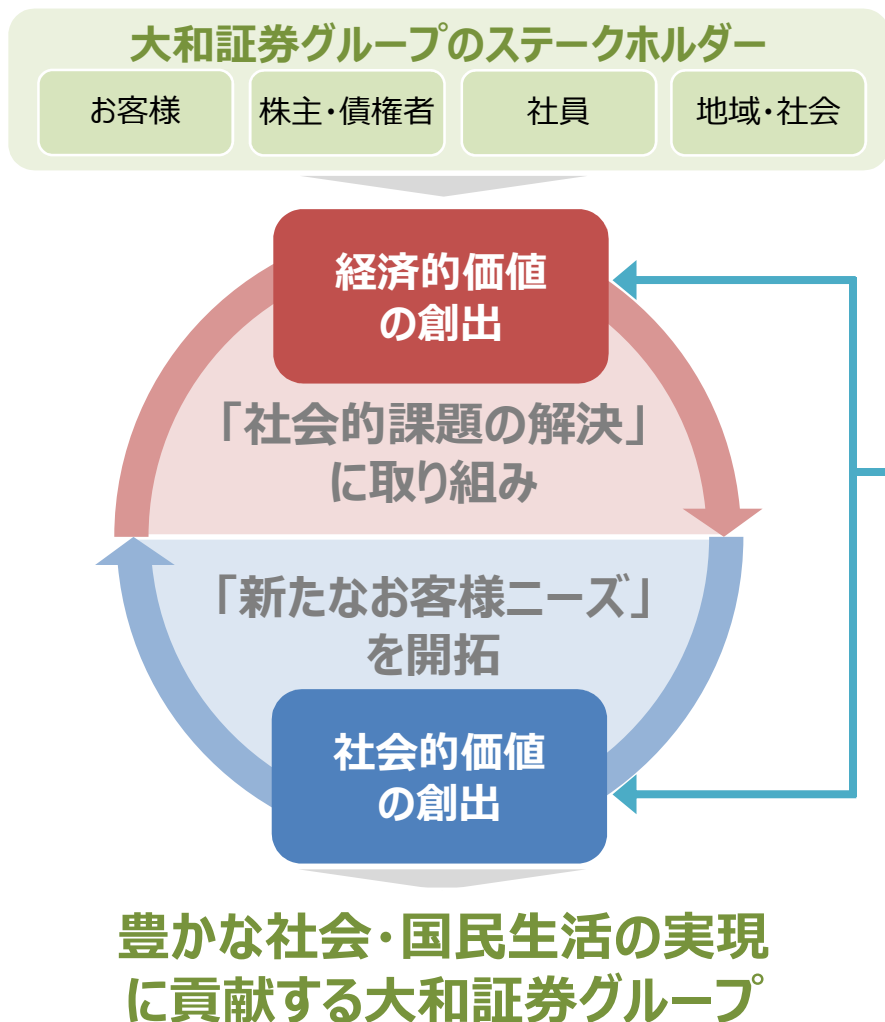 大和証券グループのステークホルダー
お客様 株主・債権者 社員 地域・社会
経済的価値
の創出
「社会的課題の解決」
に取り組み
「新たなお客様ニーズ」
を開拓
社会的価値
の創出
豊かな社会・国民生活の実現
に貢献する大和証券グループ